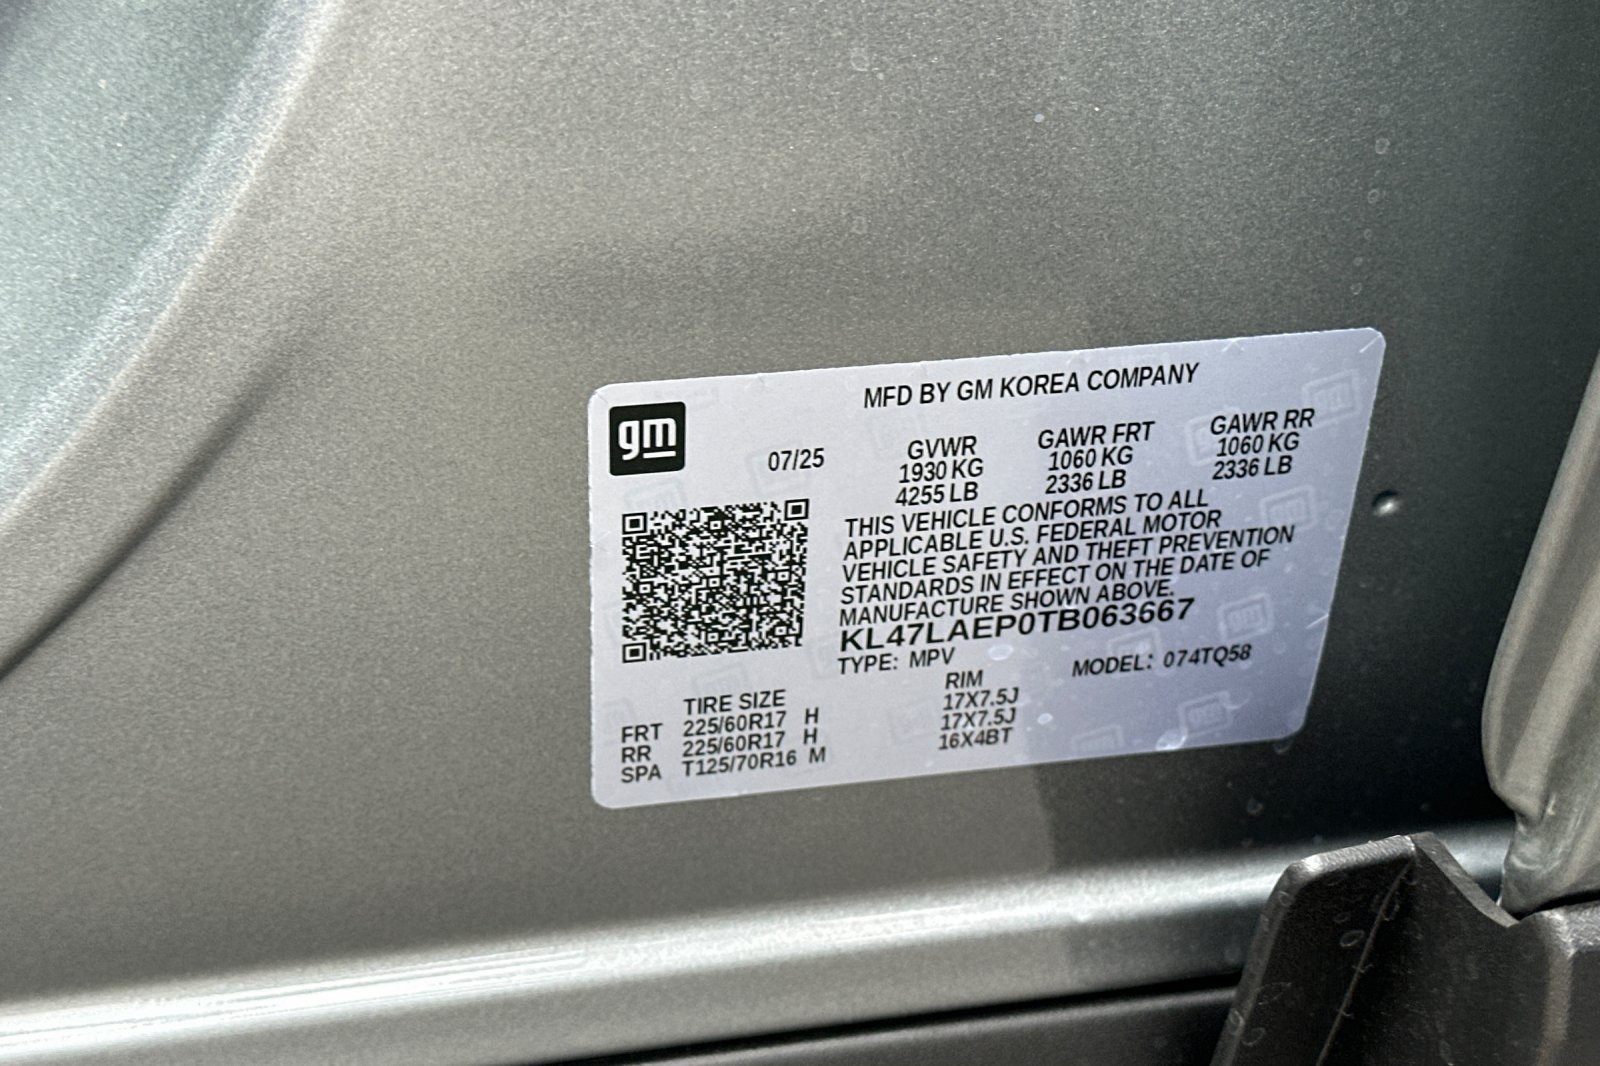 MFD BY GM KOREA COMPANY
gm
07/25
GVWR GAWR FRT GAWR RR
1930 KG 1060 KG 1060 KG
4255 LB 2336 LB 2336 LB
THIS VEHICLE CONFORMS TO ALL
APPLICABLE U.S. FEDERAL MOTOR
VEHICLE SAFETY AND THEFT PREVENTION
STANDARDS IN EFFECT ON THE DATE OF
MANUFACTURE SHOWN ABOVE.
KL47LAEP0TB063667
TYPE: MPV MODEL: 074TQ58
TIRE SIZE RIM
FRT 225/60R17 H 17X7.5J
RR 225/60R17 H 17X7.5J
SPA T125/70R16 M 16X4BT